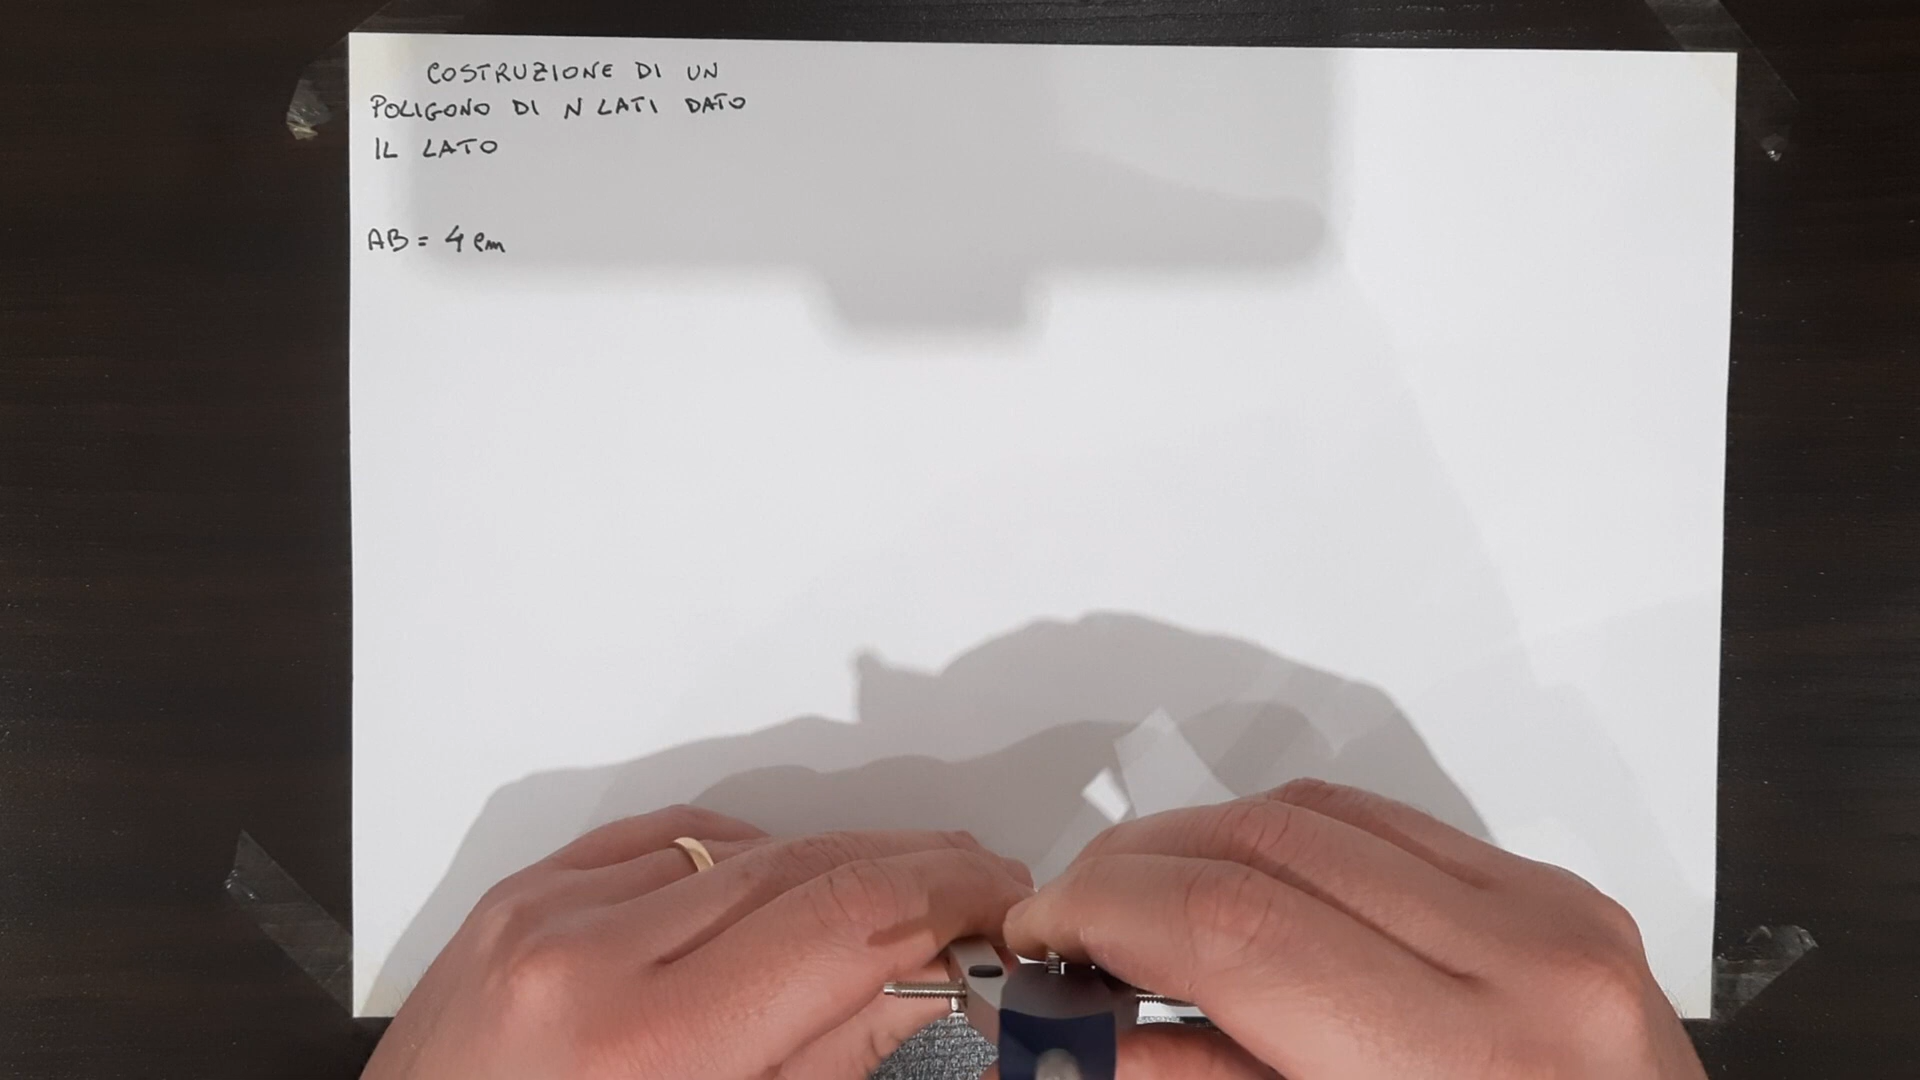 COSTRUZIONE DI UN
POLIGONO DI N LATI DATO
IL LATO
AB = 4 cm